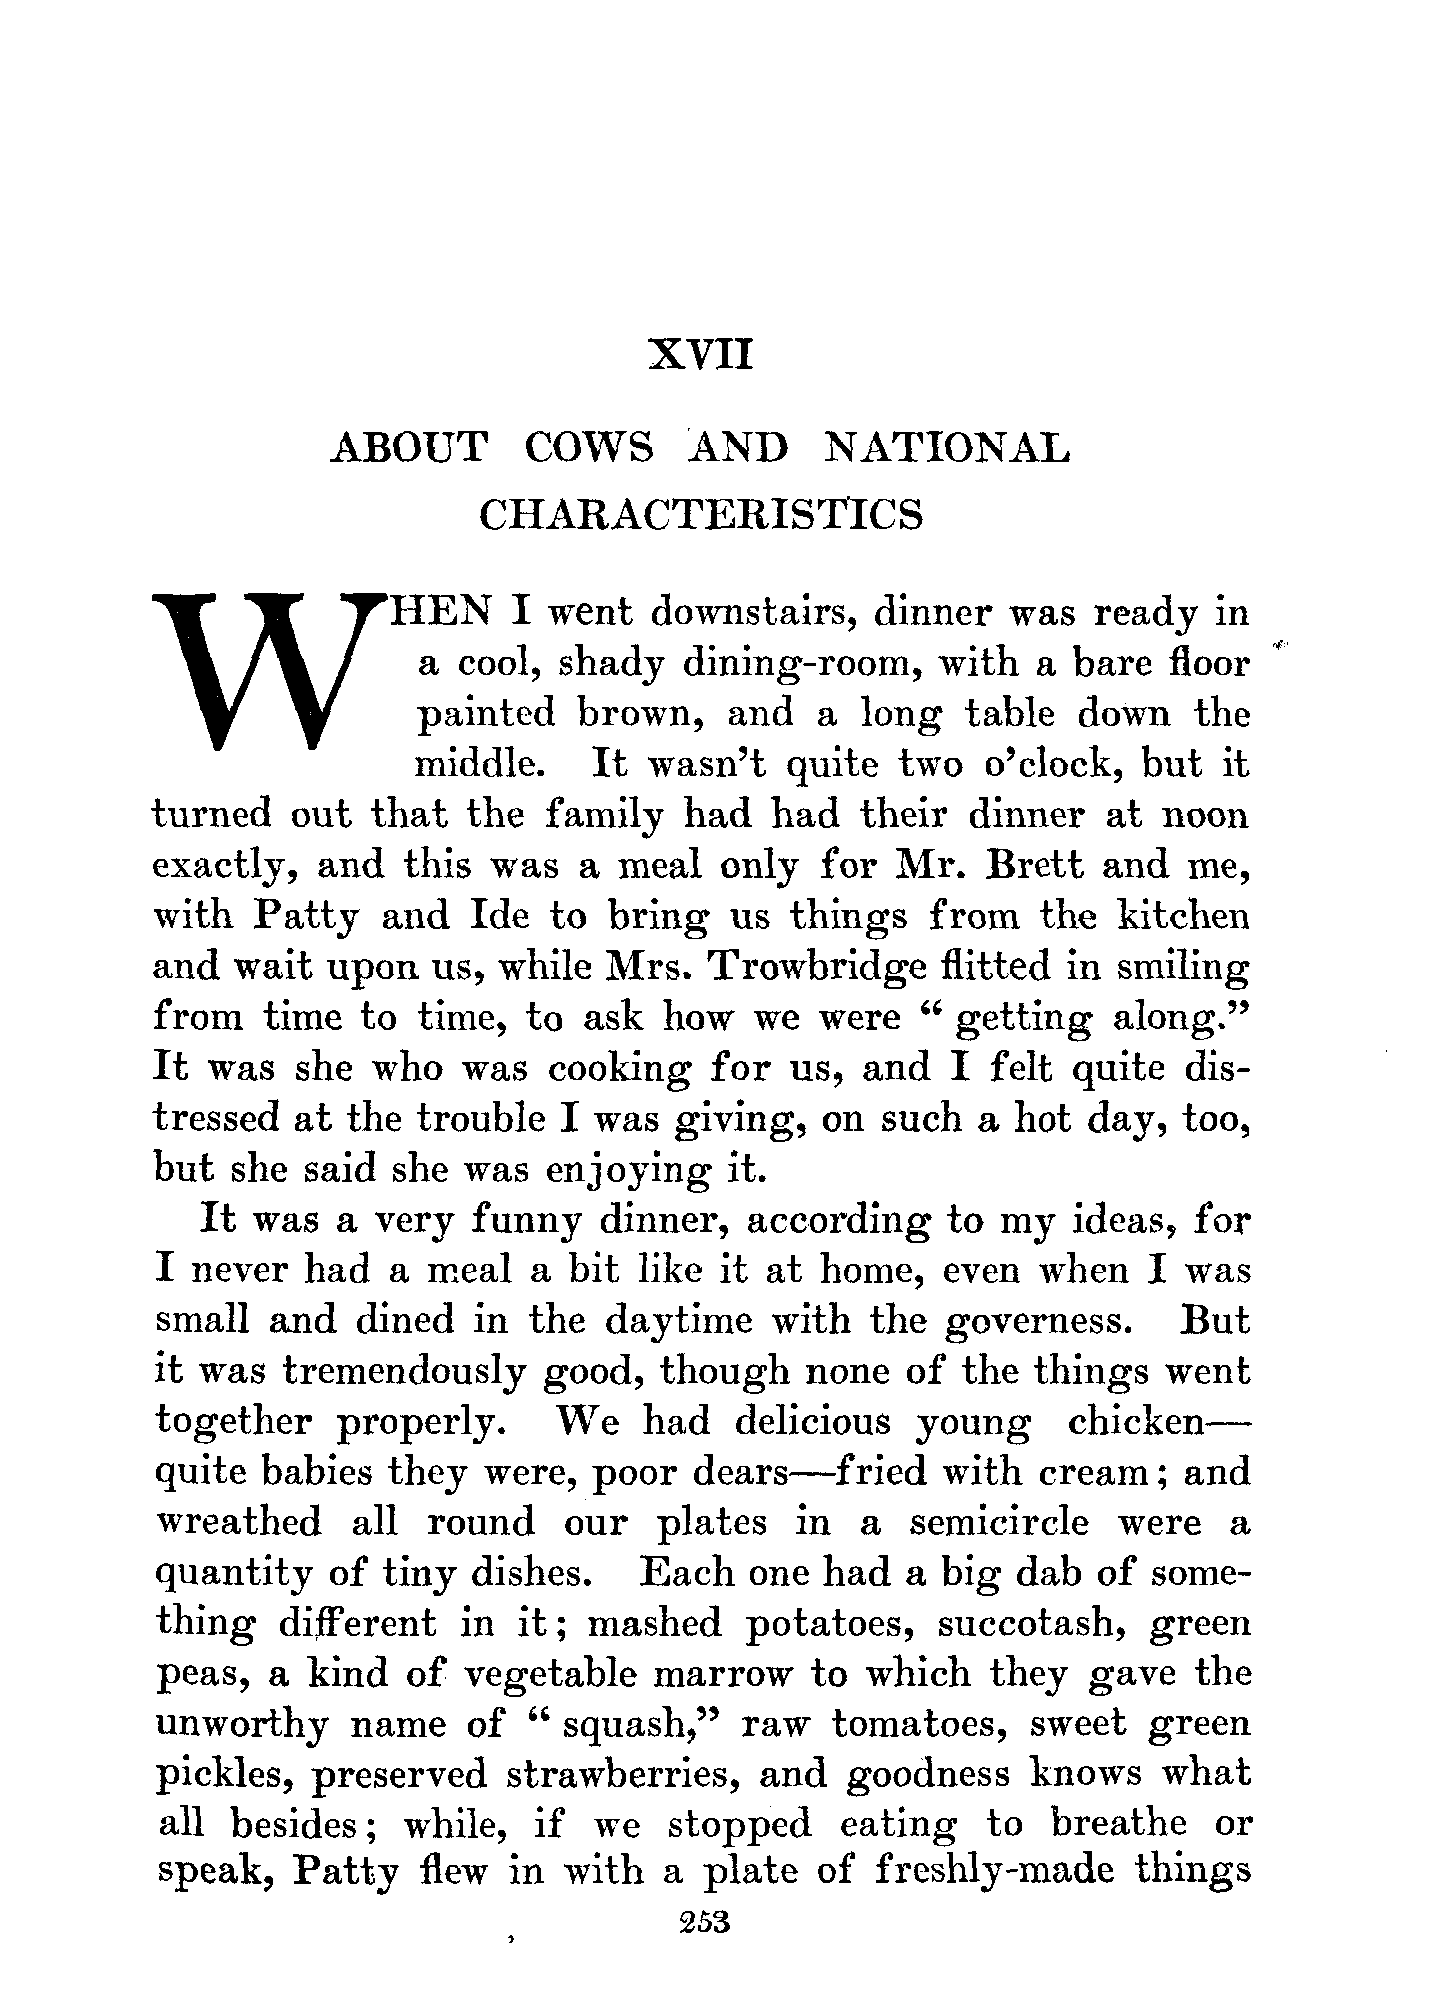 XVII
ABOUT COWS AND NATIONAL
CHARACTERISTICS
WHEN I went downstairs, dinner was ready in
a cool, shady dining-room, with a bare floor
painted brown, and a long table down the
middle. It wasn't quite two o'clock, but it
turned out that the family had had their dinner at noon
exactly, and this was a meal only for Mr. Brett and me,
with Patty and Ide to bring us things from the kitchen
and wait upon us, while Mrs. Trowbridge flitted in smiling
from time to time, to ask how we were “ getting along.”
It was she who was cooking for us, and I felt quite dis-
tressed at the trouble I was giving, on such a hot day, too,
but she said she was enjoying it.
It was a very funny dinner, according to my ideas, for
I never had a meal a bit like it at home, even when I was
small and dined in the daytime with the governess. But
it was tremendously good, though none of the things went
together properly. We had delicious young chicken—
quite babies they were, poor dears—fried with cream; and
wreathed all round our plates in a semicircle were a
quantity of tiny dishes. Each one had a big dab of some-
thing different in it; mashed potatoes, succotash, green
peas, a kind of vegetable marrow to which they gave the
unworthy name of “ squash,” raw tomatoes, sweet green
pickles, preserved strawberries, and goodness knows what
all besides; while, if we stopped eating to breathe or
speak, Patty flew in with a plate of freshly-made things
253